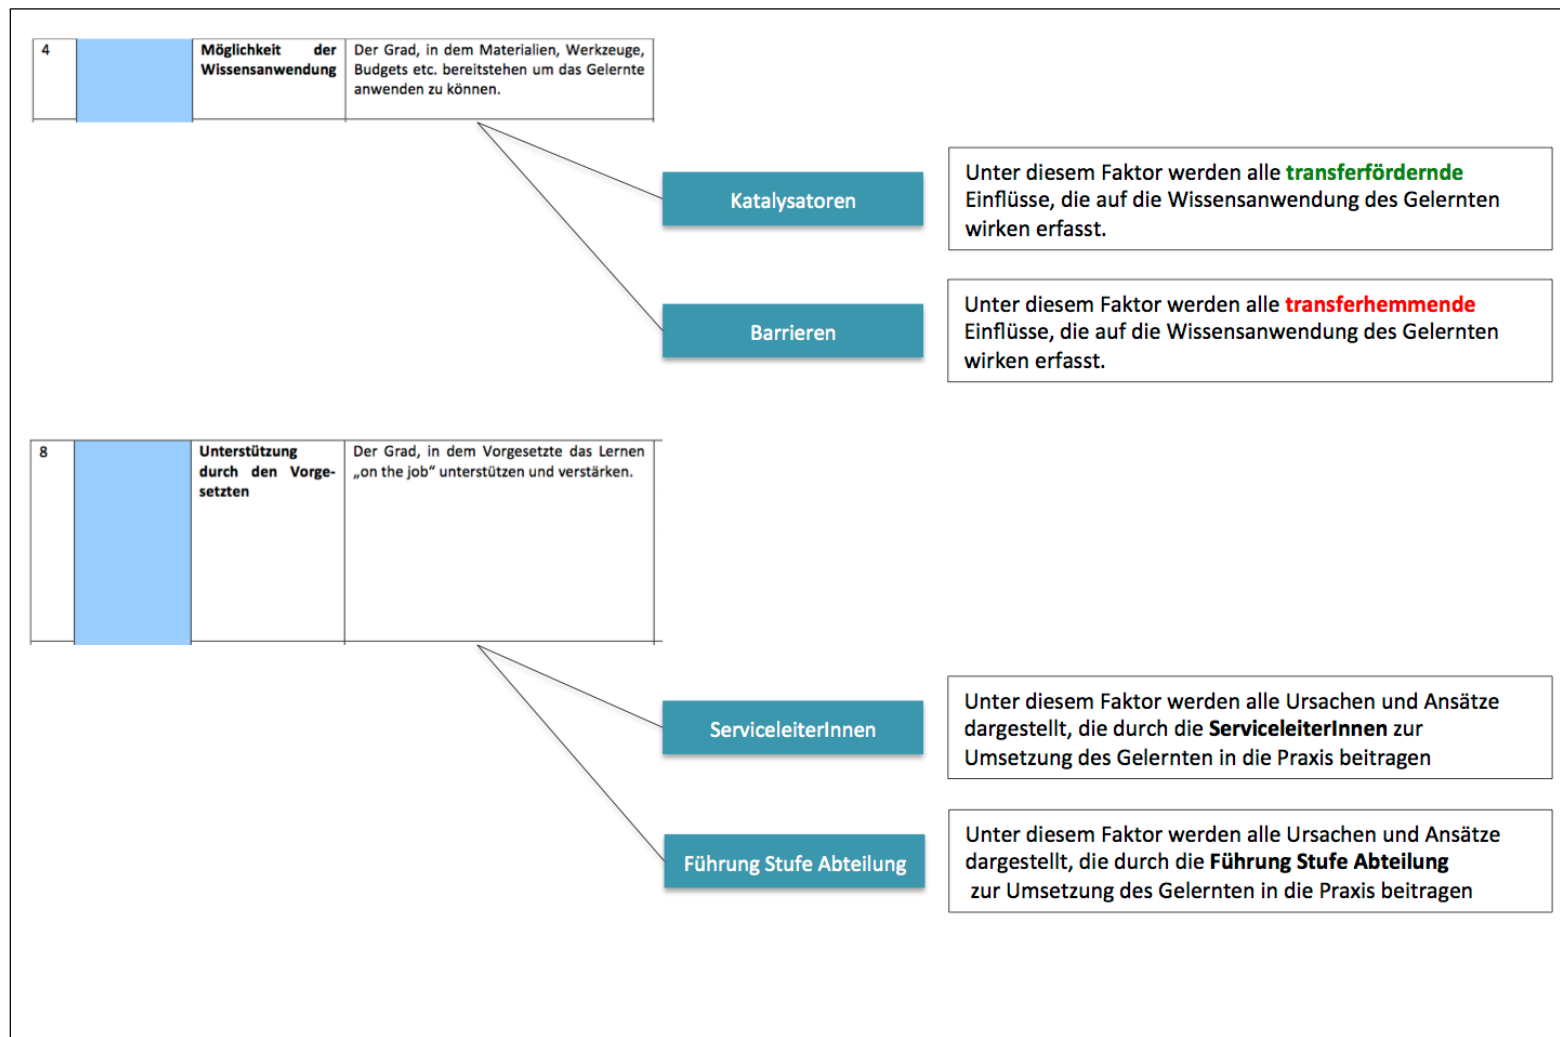 4
Möglichkeit der
Wissensanwendung
Der Grad, in dem Materialien, Werkzeuge,
Budgets etc. bereitstehen um das Gelernte
anwenden zu können.
Katalysatoren
Unter diesem Faktor werden alle transferfördernde
Einflüsse, die auf die Wissensanwendung des Gelernten
wirken erfasst.
Barrieren
Unter diesem Faktor werden alle transferhemmende
Einflüsse, die auf die Wissensanwendung des Gelernten
wirken erfasst.
8
Unterstützung
durch den Vorge-
setzten
Der Grad, in dem Vorgesetzte das Lernen
„on the job“ unterstützen und verstärken.
ServiceleiterInnen
Unter diesem Faktor werden alle Ursachen und Ansätze
dargestellt, die durch die ServiceleiterInnen zur
Umsetzung des Gelernten in die Praxis beitragen
Führung Stufe Abteilung
Unter diesem Faktor werden alle Ursachen und Ansätze
dargestellt, die durch die Führung Stufe Abteilung
zur Umsetzung des Gelernten in die Praxis beitragen